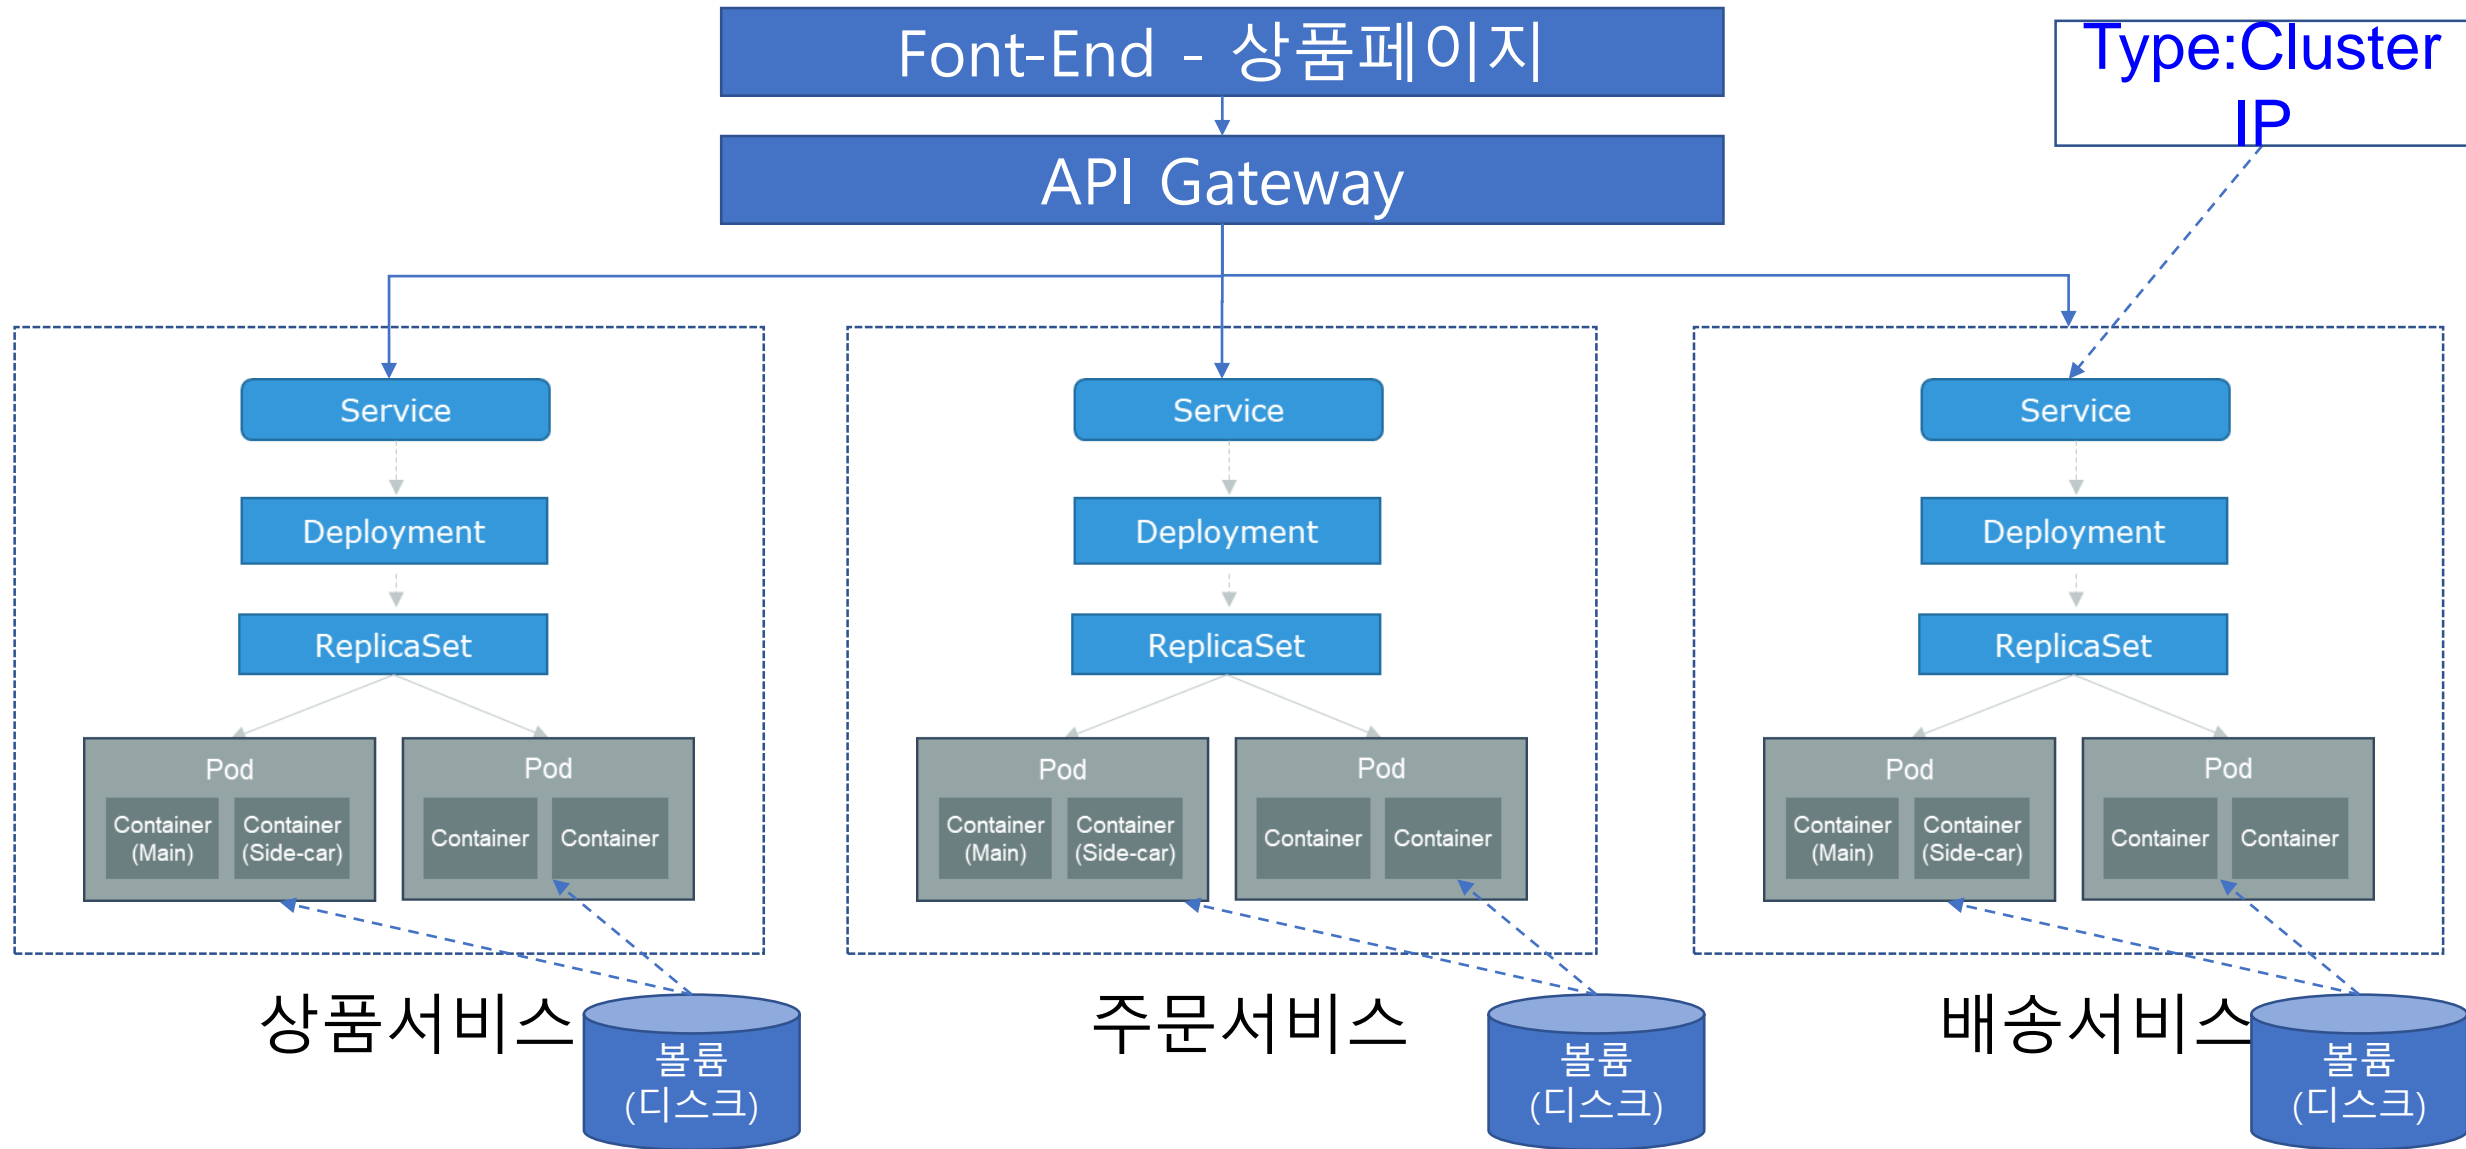 Font-End - 상품페이지
Type:Cluster
IP
API Gateway
Service
Service
Service
Deployment
Deployment
Deployment
ReplicaSet
ReplicaSet
ReplicaSet
Pod
Container
(Main)
Container
(Side-car)
Pod
Container
Container
Pod
Container
(Main)
Container
(Side-car)
Pod
Container
Container
Pod
Container
(Main)
Container
(Side-car)
Pod
Container
Container
상품서비스
볼륨
(디스크)
주문서비스
볼륨
(디스크)
배송서비스
볼륨
(디스크)